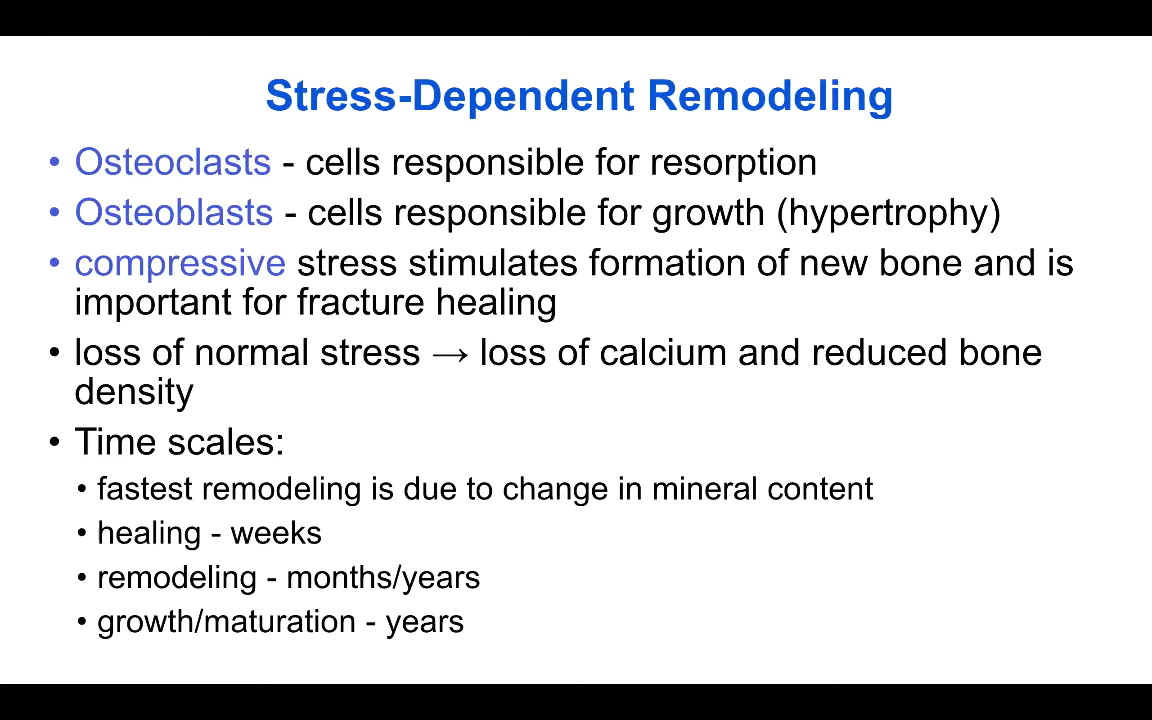 Stress-Dependent Remodeling
• Osteoclasts - cells responsible for resorption
• Osteoblasts - cells responsible for growth (hypertrophy)
• compressive stress stimulates formation of new bone and is
important for fracture healing
• loss of normal stress → loss of calcium and reduced bone
density
• Time scales:
• fastest remodeling is due to change in mineral content
• healing - weeks
• remodeling - months/years
• growth/maturation - years